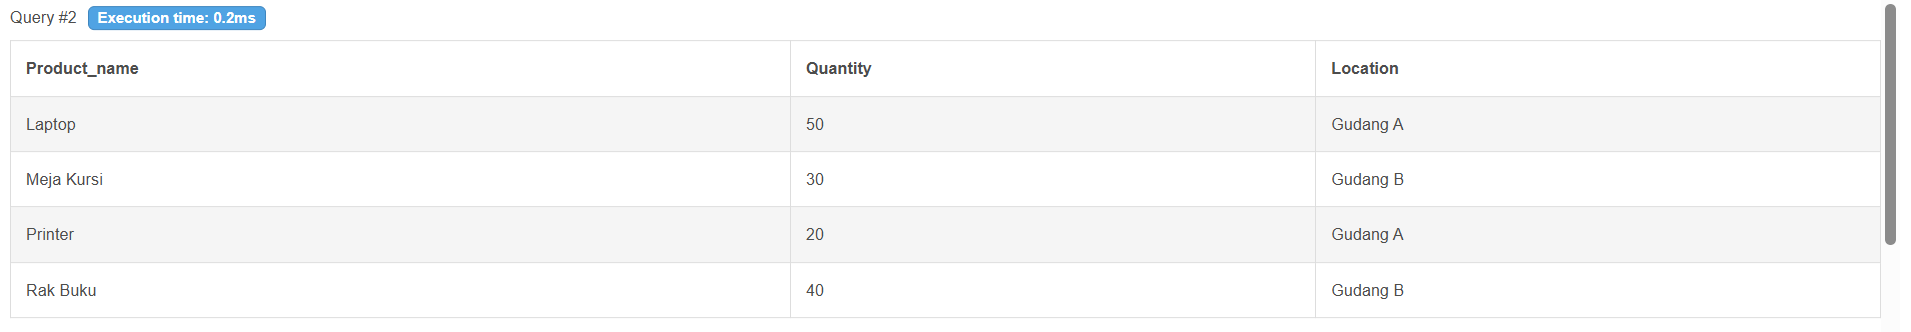 Query #2 Execution time: 0.2ms
Product_name Quantity Location
Laptop 50 Gudang A
Meja Kursi 30 Gudang B
Printer 20 Gudang A
Rak Buku 40 Gudang B